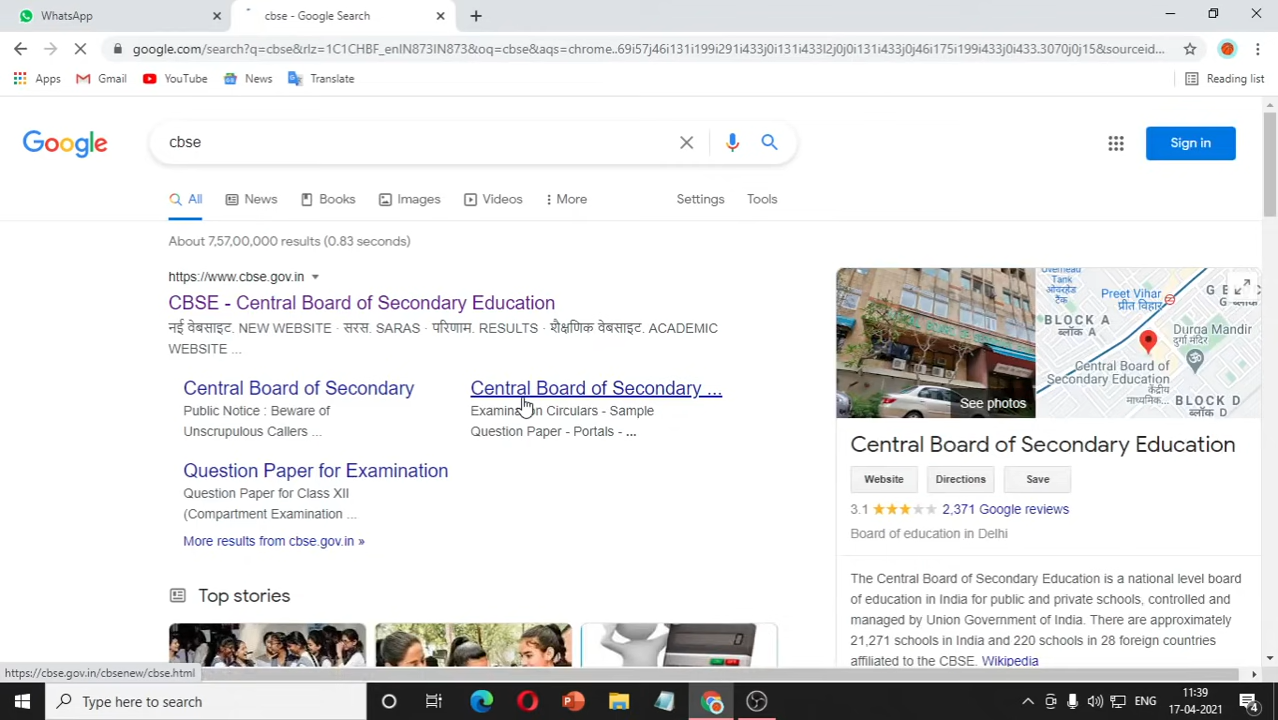 WhatsApp
cbse - Google Search
google.com/search?q=cbse&rlz=1C1CHBF_enIN873IN873&oq=cbse&aqs=chrome..69i57j46i131i199i291i433j0i131i433l2j0j0i131i433j0j46i175i199i433j0i433.3070j0j15&sourceid...
Apps Gmail YouTube News Translate Reading list
Google cbse Sign in
All News Books Images Videos More Settings Tools
About 7,57,00,000 results (0.83 seconds)
https://www.cbse.gov.in
CBSE - Central Board of Secondary Education
नई वेबसाइट. NEW WEBSITE · सरस. SARAS · परिणाम. RESULTS · शैक्षणिक वेबसाइट. ACADEMIC
WEBSITE ...
Central Board of Secondary
Public Notice : Beware of
Unscrupulous Callers ...
Central Board of Secondary ...
Examination Circulars - Sample
Question Paper - Portals - ...
Question Paper for Examination
Question Paper for Class XII
(Compartment Examination ...
More results from cbse.gov.in »
Top stories
Tank
Preet Vihar
प्रीत विहार
BLOCK A
ब्लॉक A
Durga Mandir
दुर्गा मंदिर
Central Board of
Secondary Education
केंद्रीय
माध्यमिक...
BLOCK D
ब्लॉक D
See photos
Central Board of Secondary Education
Website Directions Save
3.1 2,371 Google reviews
Board of education in Delhi
The Central Board of Secondary Education is a national level board
of education in India for public and private schools, controlled and
managed by Union Government of India. There are approximately
21,271 schools in India and 220 schools in 28 foreign countries
affiliated to the CBSE. Wikipedia
https://cbse.gov.in/cbsenew/cbse.html
Type here to search
ENG
11:39
17-04-2021
4